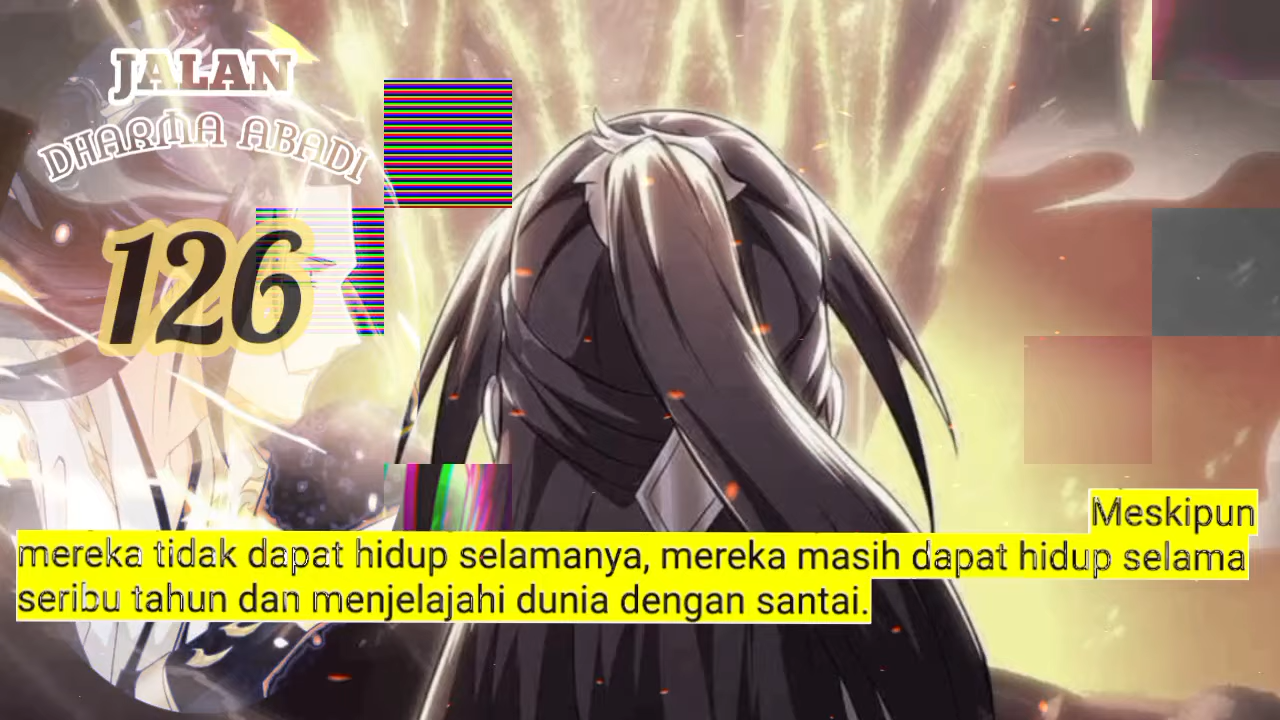 JALAN
DHARMA ABADI
126
Meskipun
mereka tidak dapat hidup selamanya, mereka masih dapat hidup selama
seribu tahun dan menjelajahi dunia dengan santai.